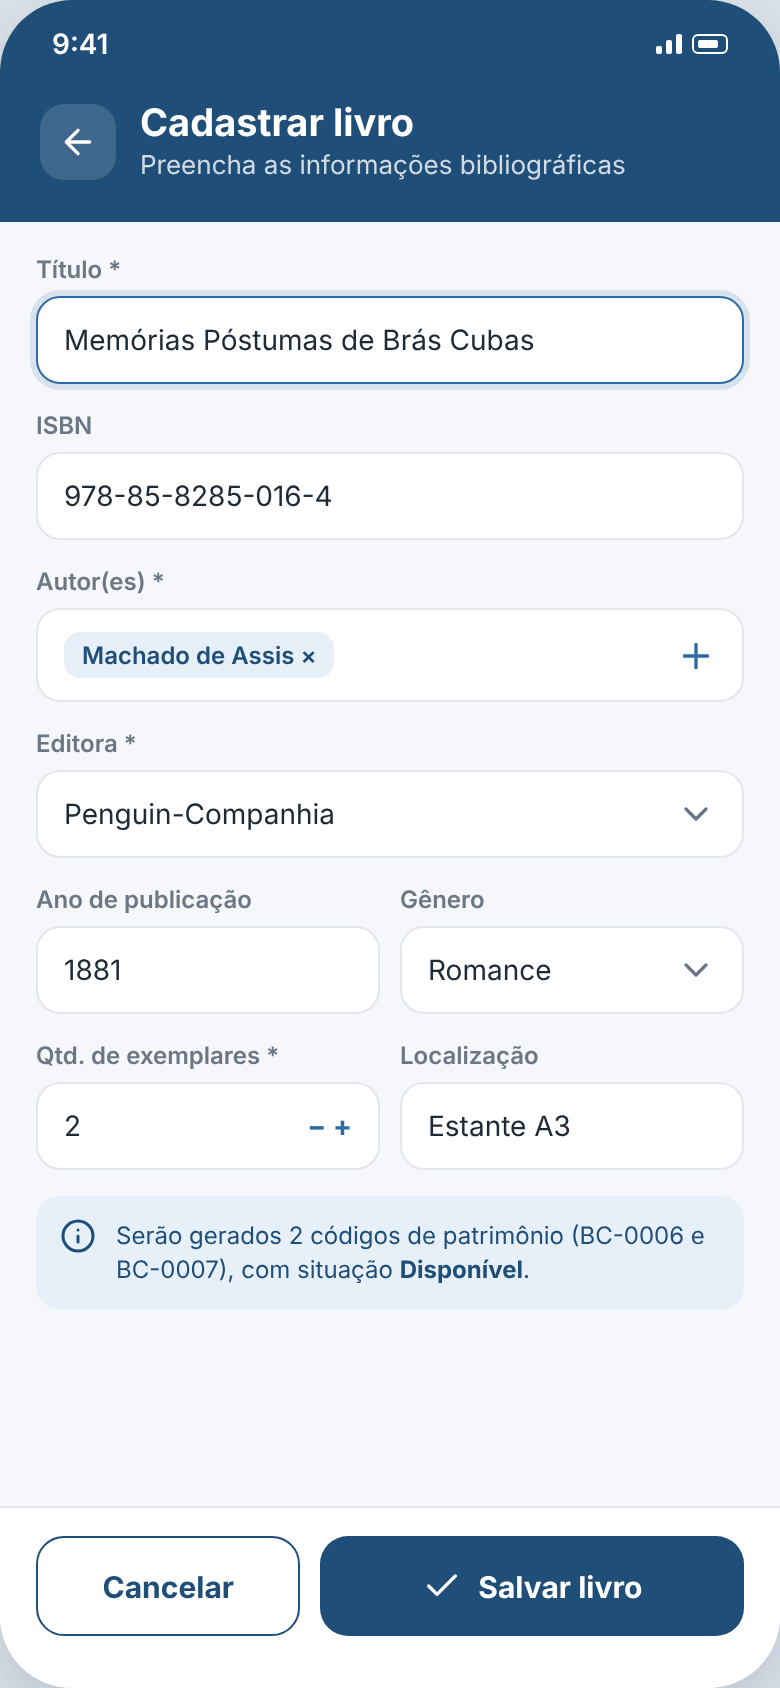 9:41
Cadastrar livro
Preencha as informações bibliográficas
Título *
Memórias Póstumas de Brás Cubas
ISBN
978-85-8285-016-4
Autor(es) *
Machado de Assis ×
Editora *
Penguin-Companhia
Ano de publicação
Gênero
1881
Romance
Qtd. de exemplares *
Localização
2 – +
Estante A3
Serão gerados 2 códigos de patrimônio (BC-0006 e
BC-0007), com situação Disponível.
Cancelar
Salvar livro